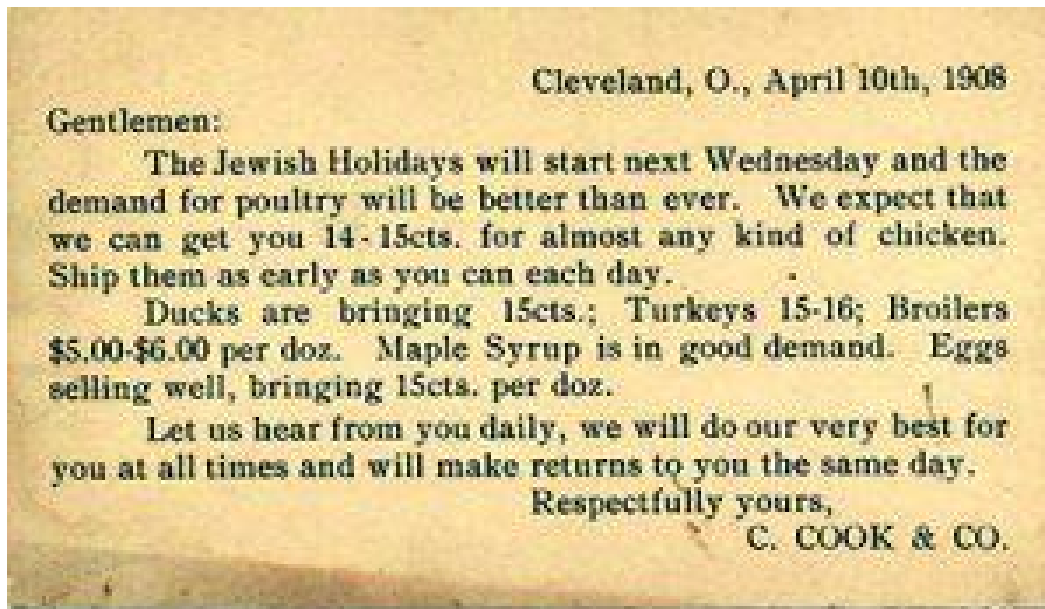 Cleveland, O., April 10th, 1908
Gentlemen:
The Jewish Holidays will start next Wednesday and the
demand for poultry will be better than ever. We expect that
we can get you 14-15cts. for almost any kind of chicken.
Ship them as early as you can each day.
Ducks are bringing 15cts.; Turkeys 15-16; Broilers
$5.00-$6.00 per doz. Maple Syrup is in good demand. Eggs
selling well, bringing 15cts. per doz.
Let us hear from you daily, we will do our very best for
you at all times and will make returns to you the same day.
Respectfully yours,
C. COOK & CO.